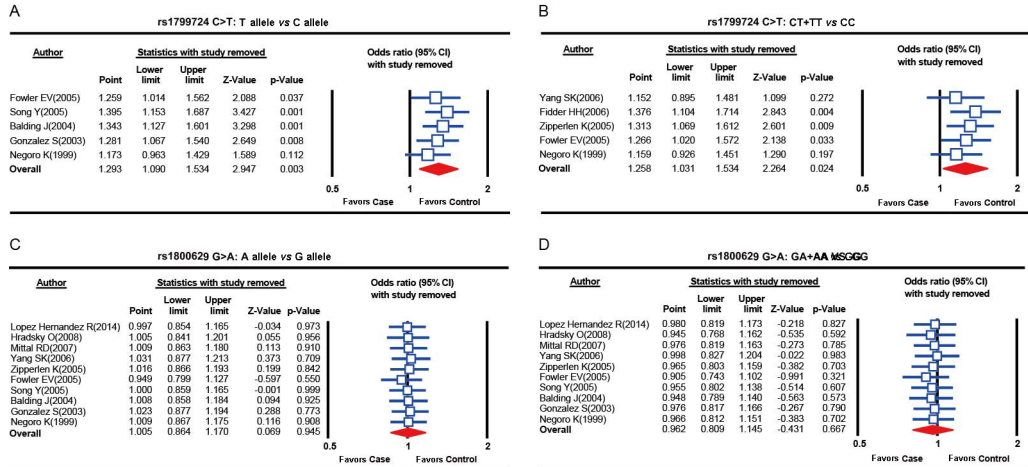 A
rs1799724 C>T: T allele vs C allele
Author Statistics with study removed Odds ratio (95% CI)
with study removed
Point Lower limit Upper limit Z-Value p-Value
Fowler EV(2005) 1.259 1.014 1.562 2.088 0.037
Song Y(2005) 1.395 1.153 1.687 3.427 0.001
Balding J(2004) 1.343 1.127 1.601 3.298 0.001
Gonzalez S(2003) 1.281 1.067 1.540 2.649 0.008
Negoro K(1999) 1.173 0.963 1.429 1.589 0.112
Overall 1.293 1.090 1.534 2.947 0.003
0.5 1 2
Favors Case Favors Control
B
rs1799724 C>T: CT+TT vs CC
Author Statistics with study removed Odds ratio (95% CI)
with study removed
Point Lower limit Upper limit Z-Value p-Value
Yang SK(2006) 1.152 0.895 1.481 1.099 0.272
Fidder HH(2006) 1.376 1.104 1.714 2.843 0.004
Zipperlen K(2005) 1.313 1.069 1.612 2.601 0.009
Fowler EV(2005) 1.266 1.020 1.572 2.138 0.033
Negoro K(1999) 1.159 0.926 1.451 1.290 0.197
Overall 1.258 1.031 1.534 2.264 0.024
0.5 1 2
Favors Case Favors Control
C
rs1800629 G>A: A allele vs G allele
Author Statistics with study removed Odds ratio (95% CI)
with study removed
Point Lower limit Upper limit Z-Value p-Value
Lopez Hernandez R(2014) 0.997 0.854 1.165 -0.034 0.973
Hradsky O(2008) 1.005 0.841 1.201 0.055 0.956
Mittal RD(2007) 1.009 0.863 1.180 0.113 0.910
Yang SK(2006) 1.031 0.877 1.213 0.373 0.709
Zipperlen K(2005) 1.016 0.866 1.193 0.199 0.842
Fowler EV(2005) 0.949 0.799 1.127 -0.597 0.550
Song Y(2005) 1.000 0.859 1.165 -0.001 0.999
Balding J(2004) 1.008 0.858 1.184 0.094 0.925
Gonzalez S(2003) 1.023 0.877 1.194 0.288 0.773
Negoro K(1999) 1.009 0.867 1.175 0.116 0.908
Overall 1.005 0.864 1.170 0.069 0.945
0.5 1 2
Favors Case Favors Control
D
rs1800629 G>A: GA+AA VS GG
Author Statistics with study removed Odds ratio (95% CI)
with study removed
Point Lower limit Upper limit Z-Value p-Value
Lopez Hernandez R(2014) 0.980 0.819 1.173 -0.218 0.827
Hradsky O(2008) 0.945 0.768 1.162 -0.535 0.592
Mittal RD(2007) 0.976 0.819 1.163 -0.273 0.785
Yang SK(2006) 0.998 0.827 1.204 -0.022 0.983
Zipperlen K(2005) 0.965 0.803 1.159 -0.382 0.703
Fowler EV(2005) 0.905 0.743 1.102 -0.991 0.321
Song Y(2005) 0.955 0.802 1.138 -0.514 0.607
Balding J(2004) 0.948 0.789 1.140 -0.563 0.573
Gonzalez S(2003) 0.976 0.817 1.166 -0.267 0.790
Negoro K(1999) 0.966 0.812 1.151 -0.383 0.702
Overall 0.962 0.809 1.145 -0.431 0.667
0.5 1 2
Favors Case Favors Control